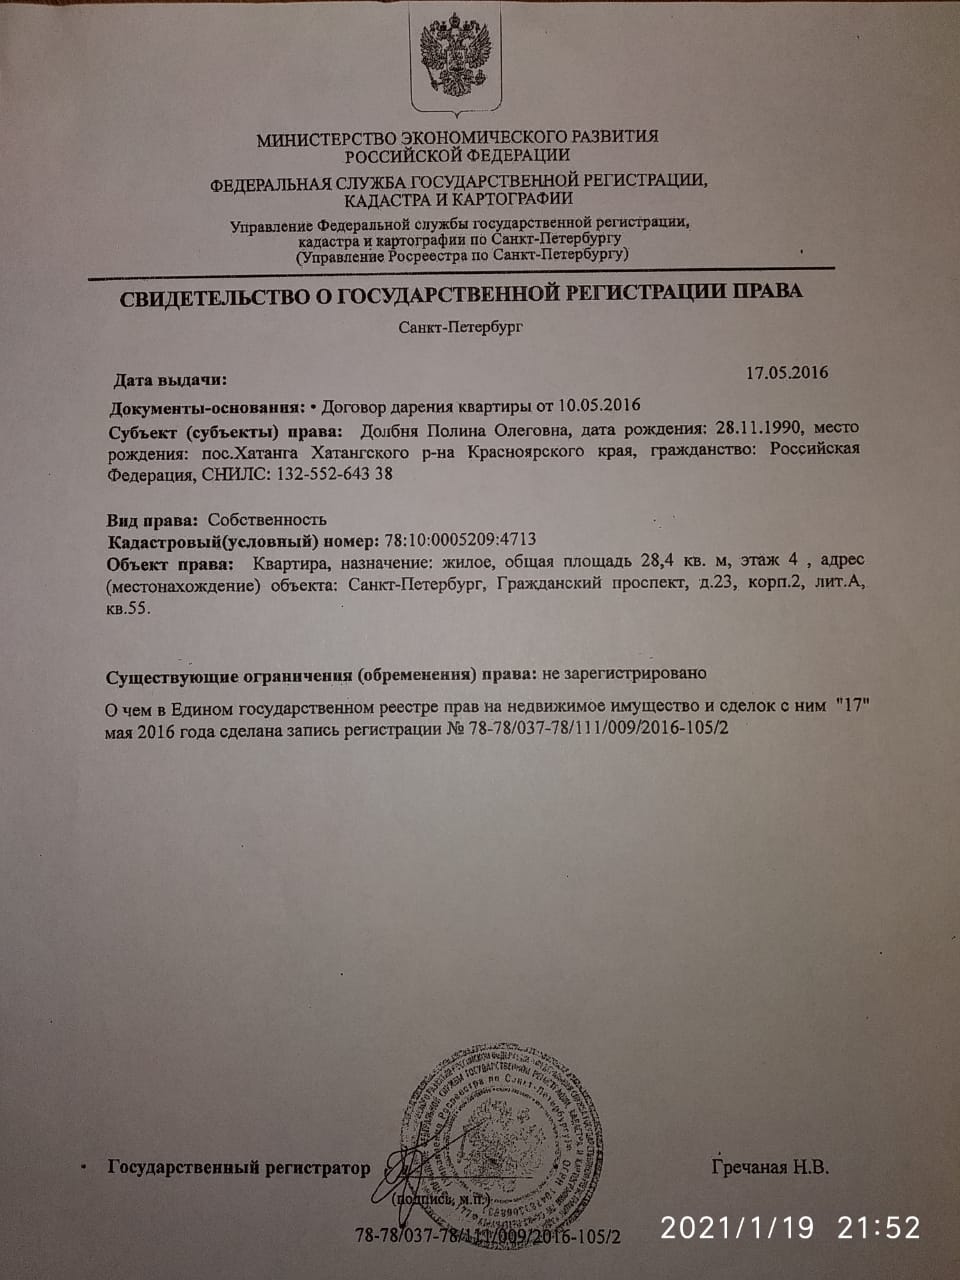 МИНИСТЕРСТВО ЭКОНОМИЧЕСКОГО РАЗВИТИЯ
РОССИЙСКОЙ ФЕДЕРАЦИИ
ФЕДЕРАЛЬНАЯ СЛУЖБА ГОСУДАРСТВЕННОЙ РЕГИСТРАЦИИ,
КАДАСТРА И КАРТОГРАФИИ
Управление Федеральной службы государственной регистрации,
кадастра и картографии по Санкт-Петербургу
(Управление Росреестра по Санкт-Петербургу)
СВИДЕТЕЛЬСТВО О ГОСУДАРСТВЕННОЙ РЕГИСТРАЦИИ ПРАВА
Санкт-Петербург
Дата выдачи: 17.05.2016
Документы-основания: • Договор дарения квартиры от 10.05.2016
Субъект (субъекты) права: Долбня Полина Олеговна, дата рождения: 28.11.1990, место
рождения: пос.Хатанга Хатангского р-на Красноярского края, гражданство: Российская
Федерация, СНИЛС: 132-552-643 38
Вид права: Собственность
Кадастровый(условный) номер: 78:10:0005209:4713
Объект права: Квартира, назначение: жилое, общая площадь 28,4 кв. м, этаж 4 , адрес
(местонахождение) объекта: Санкт-Петербург, Гражданский проспект, д.23, корп.2, лит.А,
кв.55.
Существующие ограничения (обременения) права: не зарегистрировано
О чем в Едином государственном реестре прав на недвижимое имущество и сделок с ним "17"
мая 2016 года сделана запись регистрации № 78-78/037-78/111/009/2016-105/2
Государственный регистратор Гречаная Н.В.
(подпись, м.п.)
78-78/037-78/111/009/2016-105/2
2021/1/19 21:52